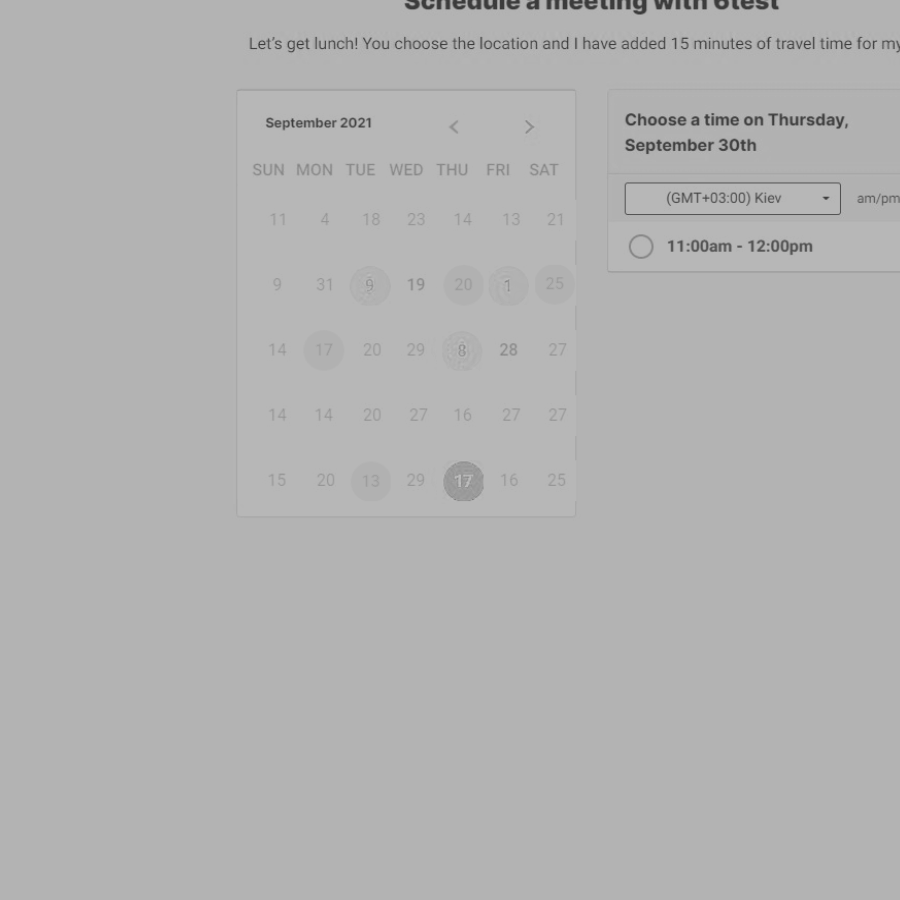 Schedule a meeting with 6test
Let's get lunch! You choose the location and I have added 15 minutes of travel time for my
September 2021
SUN MON TUE WED THU FRI SAT
11 4 18 23 14 13 21
9 31 9 19 20 1 25
14 17 20 29 8 28 27
14 14 20 27 16 27 27
15 20 13 29 17 16 25
Choose a time on Thursday,
September 30th
(GMT+03:00) Kiev am/pm
11:00am - 12:00pm